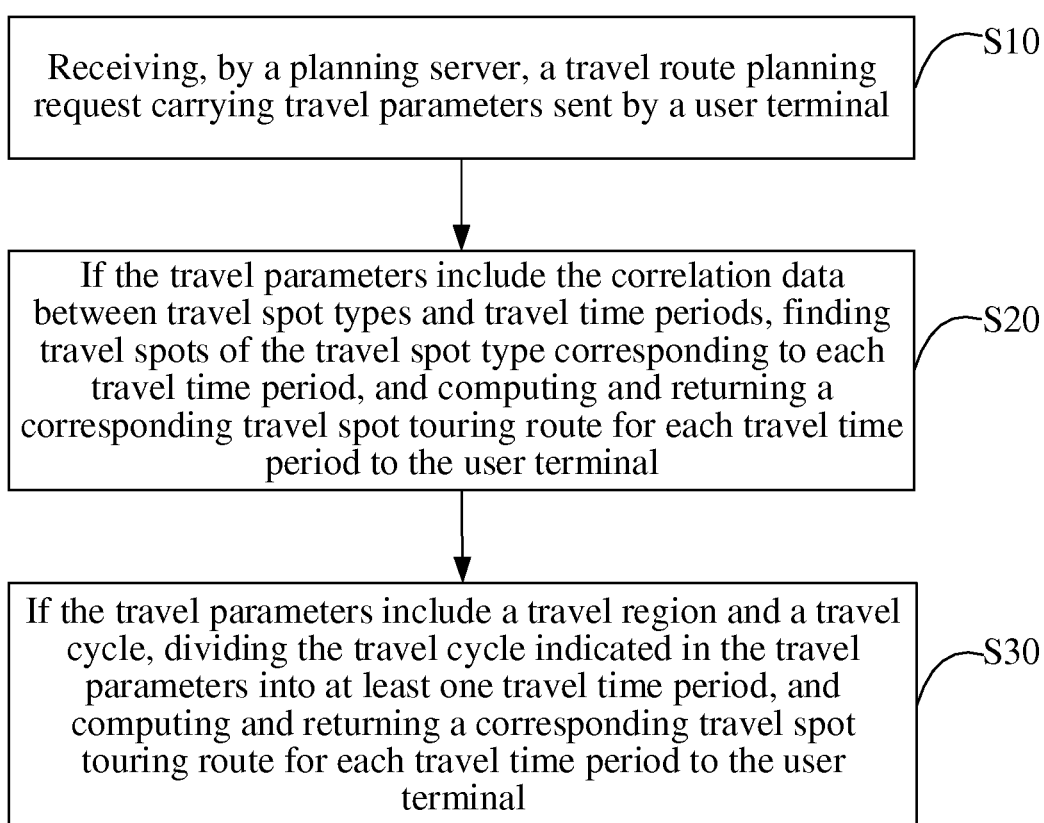 Receiving, by a planning server, a travel route planning
request carrying travel parameters sent by a user terminal
S10
If the travel parameters include the correlation data
between travel spot types and travel time periods, finding
travel spots of the travel spot type corresponding to each
travel time period, and computing and returning a
corresponding travel spot touring route for each travel time
period to the user terminal
S20
If the travel parameters include a travel region and a travel
cycle, dividing the travel cycle indicated in the travel
parameters into at least one travel time period, and
computing and returning a corresponding travel spot
touring route for each travel time period to the user
terminal
S30